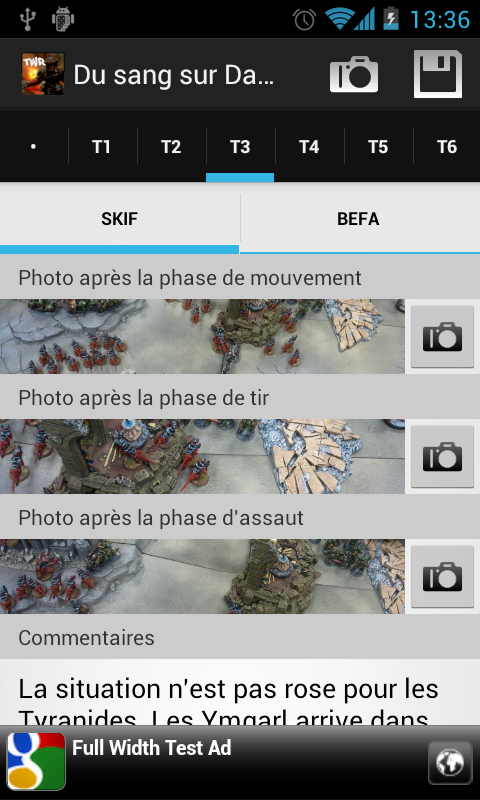 13:36
TWR
Du sang sur Da...
• T1 T2 T3 T4 T5 T6
SKIF BEFA
Photo après la phase de mouvement
Photo après la phase de tir
Photo après la phase d'assaut
Commentaires
La situation n'est pas rose pour les
Tyranides. Les Ymgarl arrive dans
Full Width Test Ad